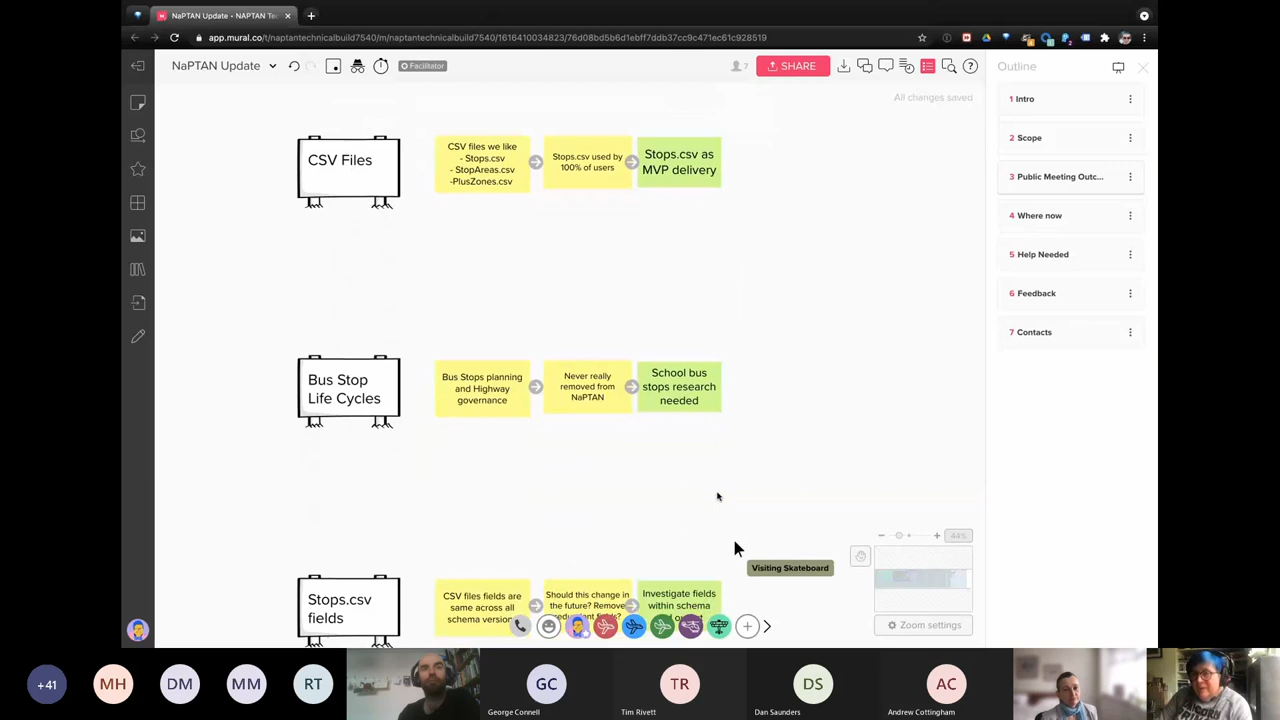 NaPTAN Update - NAPTAN Tec
app.mural.co/t/naptantechnicalbuild7540/m/naptantechnicalbuild7540/1616410034823/76d08bd5b6d1ebff7ddb37cc9c471ec61c908519
NaPTAN Update
Facilitator
7
SHARE
Outline
All changes saved
1 Intro
2 Scope
3 Public Meeting Outc...
4 Where now
5 Help Needed
6 Feedback
7 Contacts
CSV Files
CSV files we like
- Stops.csv
- StopAreas.csv
-PlusZones.csv
Stops.csv used by
100% of users
Stops.csv as
MVP delivery
Bus Stop
Life Cycles
Bus Stops planning
and Highway
governance
Never really
removed from
NaPTAN
School bus
stops research
needed
Stops.csv
fields
CSV files fields are
same across all
schema version
Should this change in
the future? Remove
fields?
Investigate fields
within schema
Visiting Skateboard
44%
Zoom settings
+41
MH
DM
MM
RT
GC
George Connell
TR
Tim Rivett
DS
Dan Saunders
AC
Andrew Cottingham